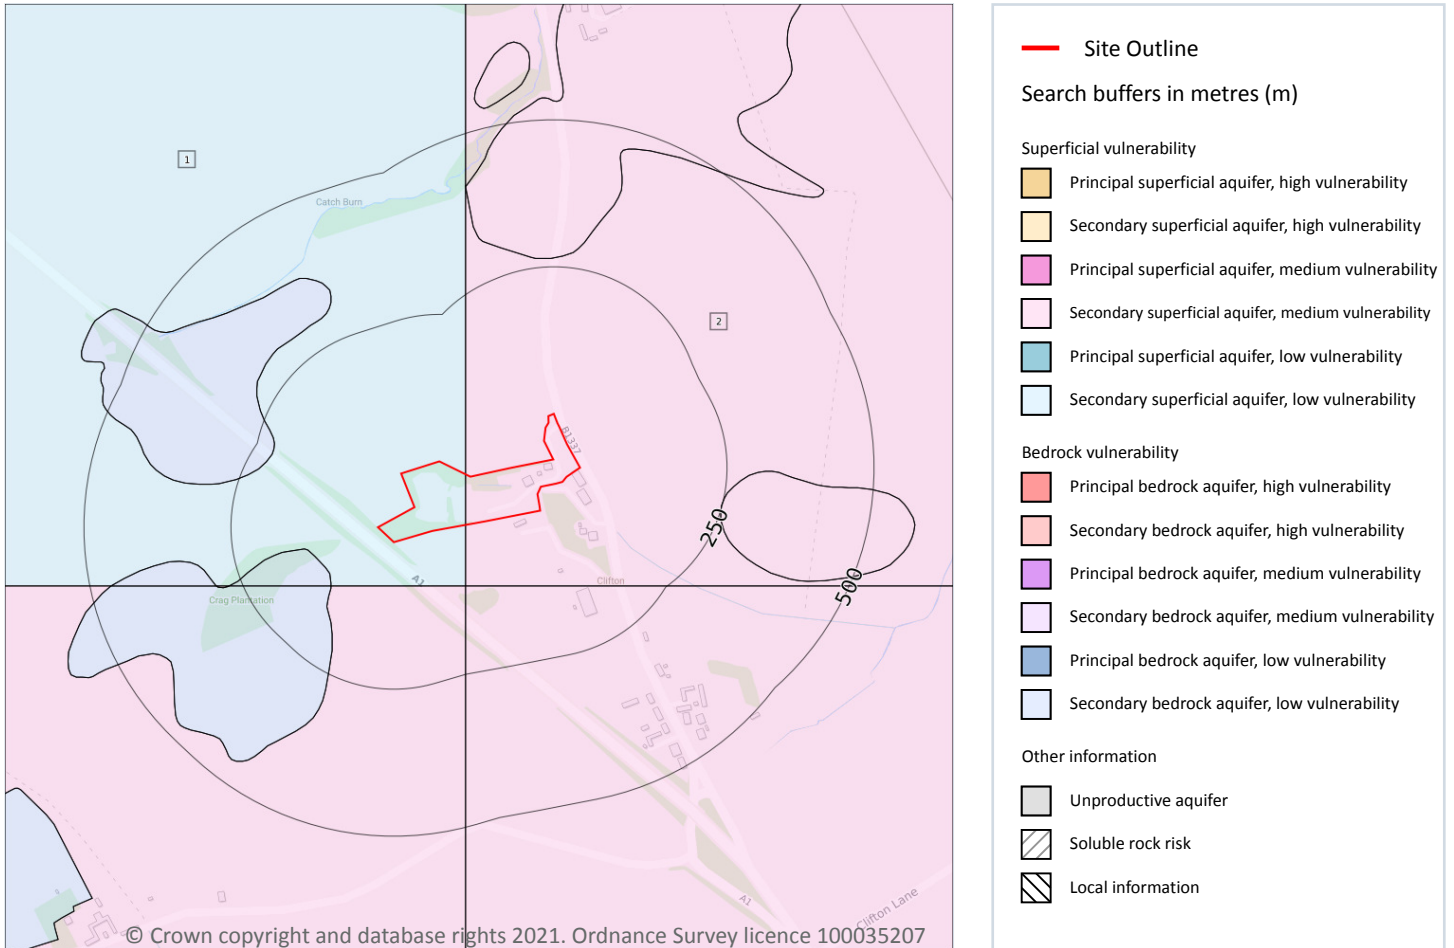 1
Catch Burn
2
B1337
250
500
A1
Clifton
Crag Plantation
A1
Clifton Lane
© Crown copyright and database rights 2021. Ordnance Survey licence 100035207
Site Outline
Search buffers in metres (m)
Superficial vulnerability
Principal superficial aquifer, high vulnerability
Secondary superficial aquifer, high vulnerability
Principal superficial aquifer, medium vulnerability
Secondary superficial aquifer, medium vulnerability
Principal superficial aquifer, low vulnerability
Secondary superficial aquifer, low vulnerability
Bedrock vulnerability
Principal bedrock aquifer, high vulnerability
Secondary bedrock aquifer, high vulnerability
Principal bedrock aquifer, medium vulnerability
Secondary bedrock aquifer, medium vulnerability
Principal bedrock aquifer, low vulnerability
Secondary bedrock aquifer, low vulnerability
Other information
Unproductive aquifer
Soluble rock risk
Local information